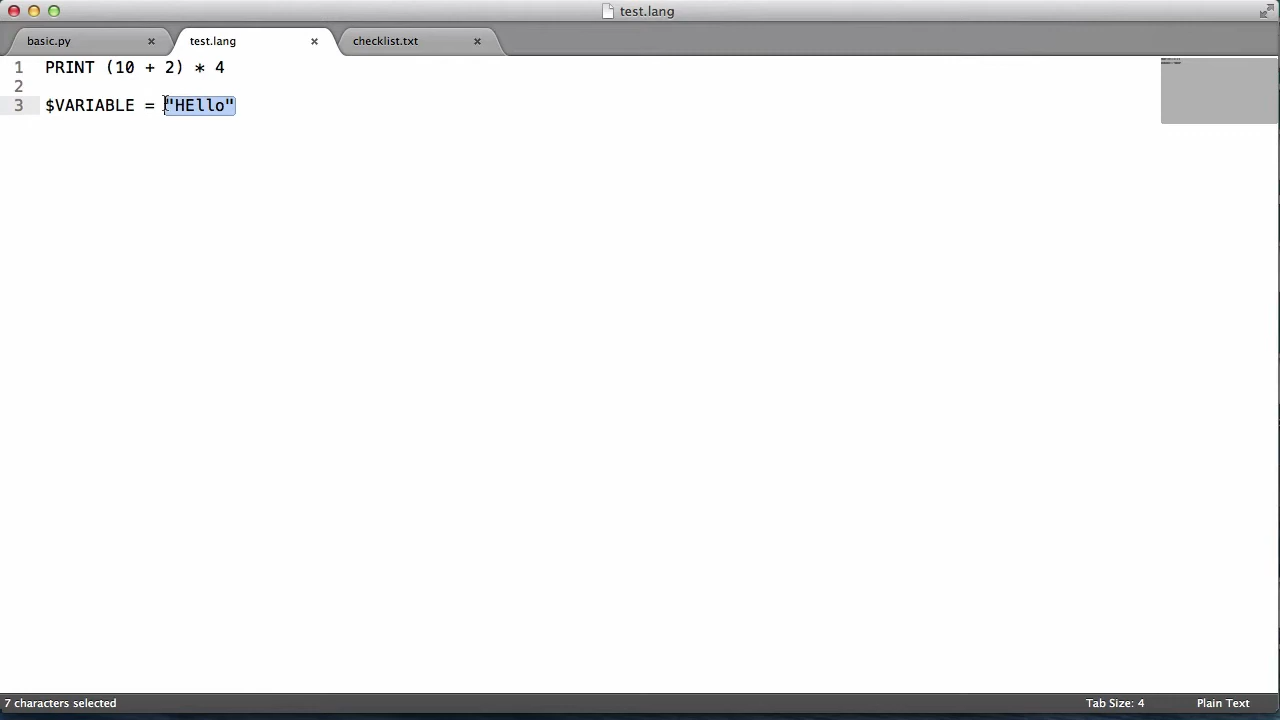 test.lang
basic.py × test.lang × checklist.txt ×
1 PRINT (10 + 2) * 4
2
3 $VARIABLE = "HEllo"
7 characters selected Tab Size: 4 Plain Text